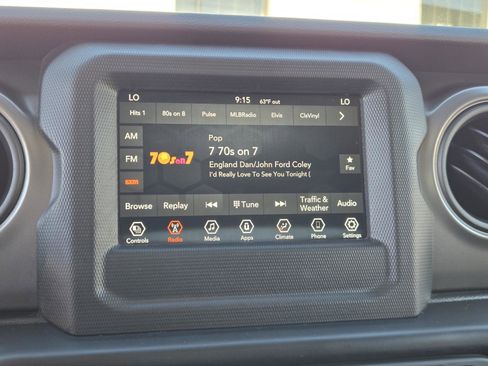 LO 9:15 63°F out LO
Hits 1 80s on 8 Pulse MLBRadio Elvis ClsVinyl
AM
FM
sxm
70s on 7
Pop
7 70s on 7
England Dan/John Ford Coley
I'd Really Love To See You Tonight (
Fav
Browse Replay Tune Traffic & Weather Audio
Controls Radio Media Apps Climate Phone Settings